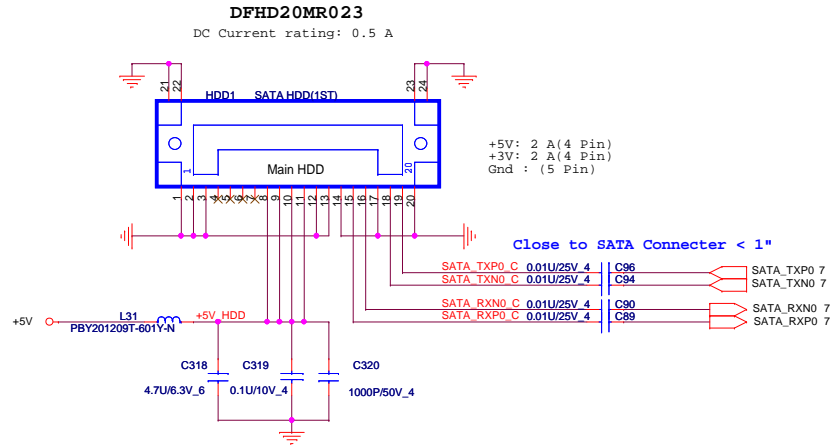 DFHD20MR023
DC Current rating: 0.5 A
21 22 23 24
HDD1 SATA HDD(1ST)
+5V: 2 A(4 Pin)
+3V: 2 A(4 Pin)
Gnd : (5 Pin)
1 Main HDD 20
1 2 3 4 5 6 7 8 9 10 11 12 13 14 15 16 17 18 19 20
Close to SATA Connecter < 1"
SATA_TXP0_C 0.01U/25V_4 C96 SATA_TXP0 7
SATA_TXN0_C 0.01U/25V_4 C94 SATA_TXN0 7
SATA_RXN0_C 0.01U/25V_4 C90 SATA_RXN0 7
SATA_RXP0_C 0.01U/25V_4 C89 SATA_RXP0 7
+5V L31 +5V_HDD
PBY201209T-601Y-N
C318 C319 C320
4.7U/6.3V_6 0.1U/10V_4 1000P/50V_4